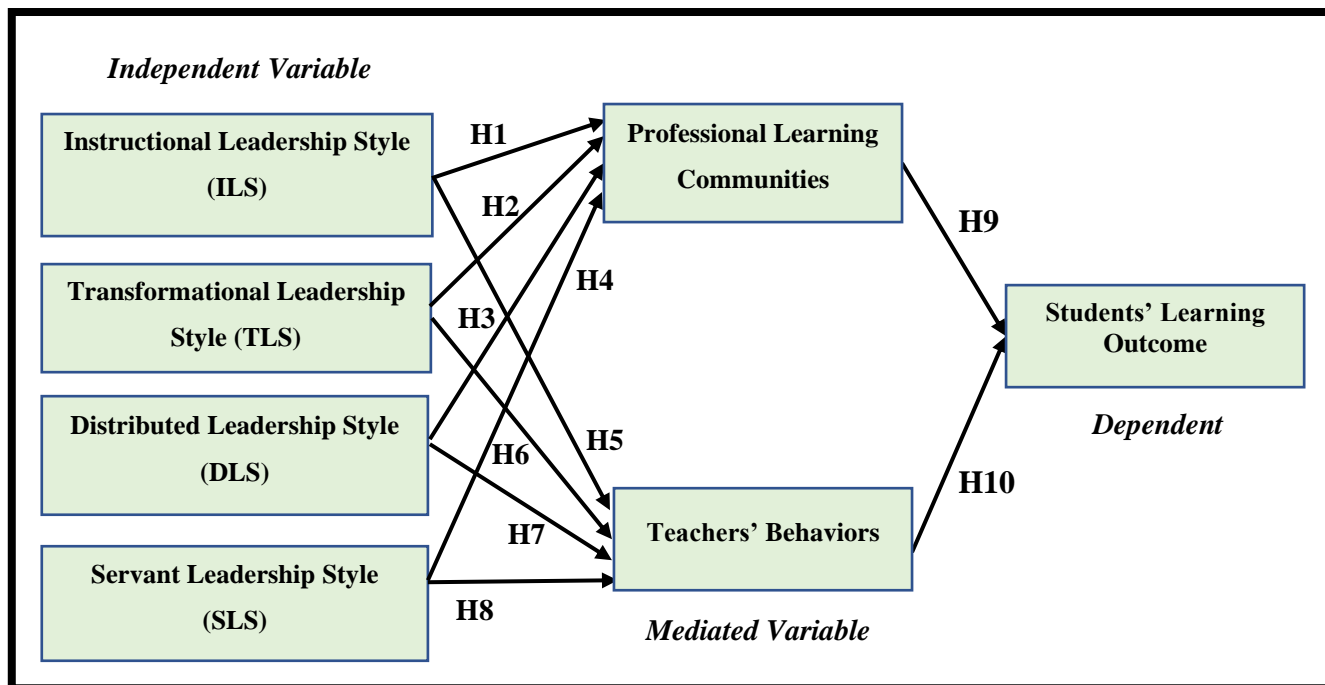 Independent Variable
Instructional Leadership Style
(ILS)
Transformational Leadership
Style (TLS)
Distributed Leadership Style
(DLS)
Servant Leadership Style
(SLS)
H1
H2
H3
H4
H5
H6
H7
H8
Professional Learning
Communities
Teachers’ Behaviors
Mediated Variable
H9
H10
Students’ Learning
Outcome
Dependent